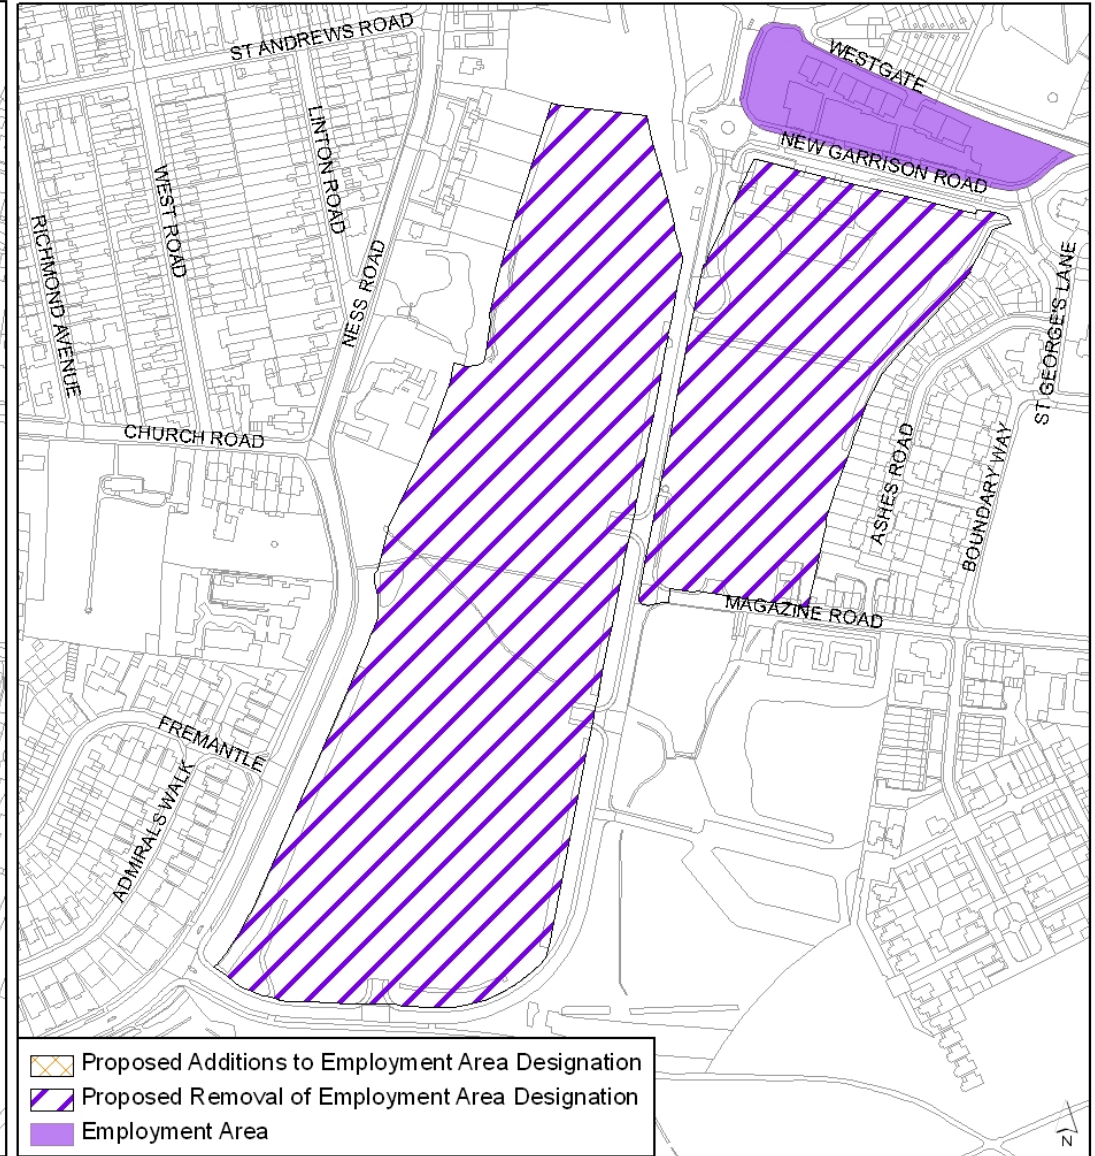 ST ANDREWS ROAD
WESTGATE
LINTON ROAD
NEW GARRISON ROAD
WEST ROAD
RICHMOND AVENUE
NESS ROAD
ST GEORGE'S LANE
CHURCH ROAD
ASHES ROAD
BOUNDARY WAY
MAGAZINE ROAD
FREMANTLE
ADMIRALS WALK
Proposed Additions to Employment Area Designation
Proposed Removal of Employment Area Designation
Employment Area
N